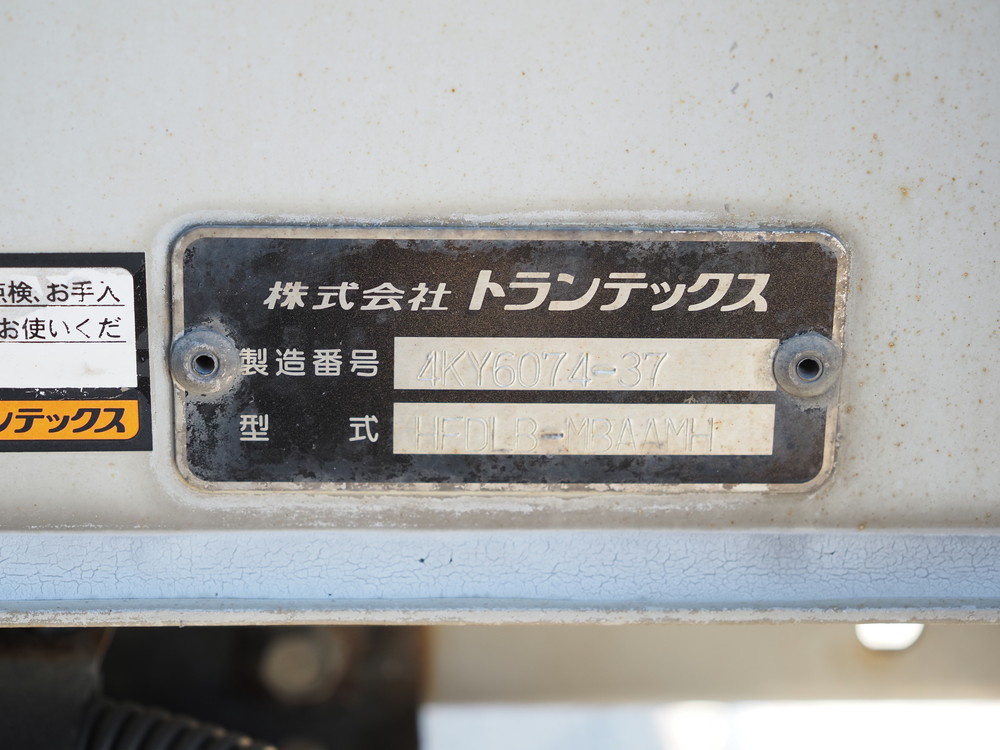 株式会社 トランテックス
製造番号 4KY6074-37
型 式 HFDLB-MBAAMH
点検、お手入
お使いくだ
ンテックス